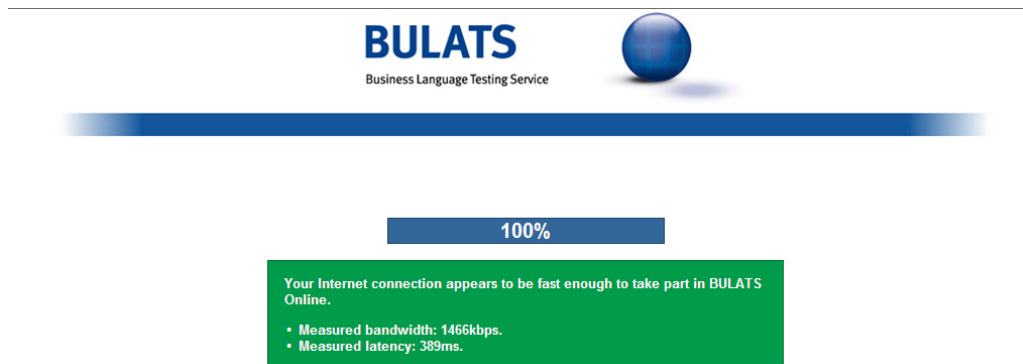 BULATS
Business Language Testing Service
100%
Your Internet connection appears to be fast enough to take part in BULATS
Online.
• Measured bandwidth: 1466kbps.
• Measured latency: 389ms.